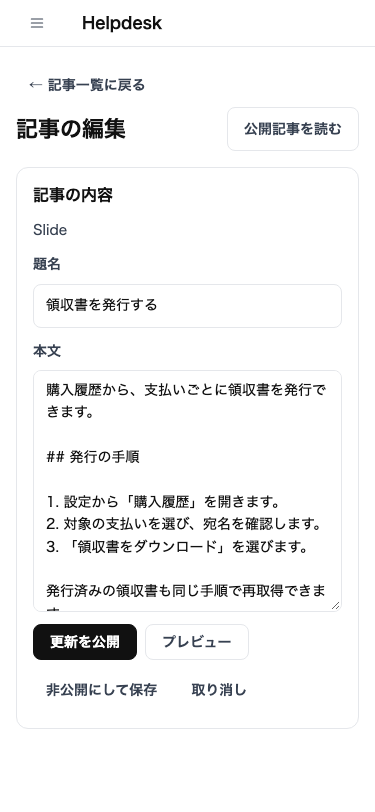 Helpdesk
← 記事一覧に戻る
記事の編集
公開記事を読む
記事の内容
Slide
題名
領収書を発行する
本文
購入履歴から、支払いごとに領収書を発行で
きます。
## 発行の手順
1. 設定から「購入履歴」を開きます。
2. 対象の支払いを選び、宛名を確認します。
3. 「領収書をダウンロード」を選びます。
発行済みの領収書も同じ手順で再取得できま
す。
更新を公開
プレビュー
非公開にして保存
取り消し